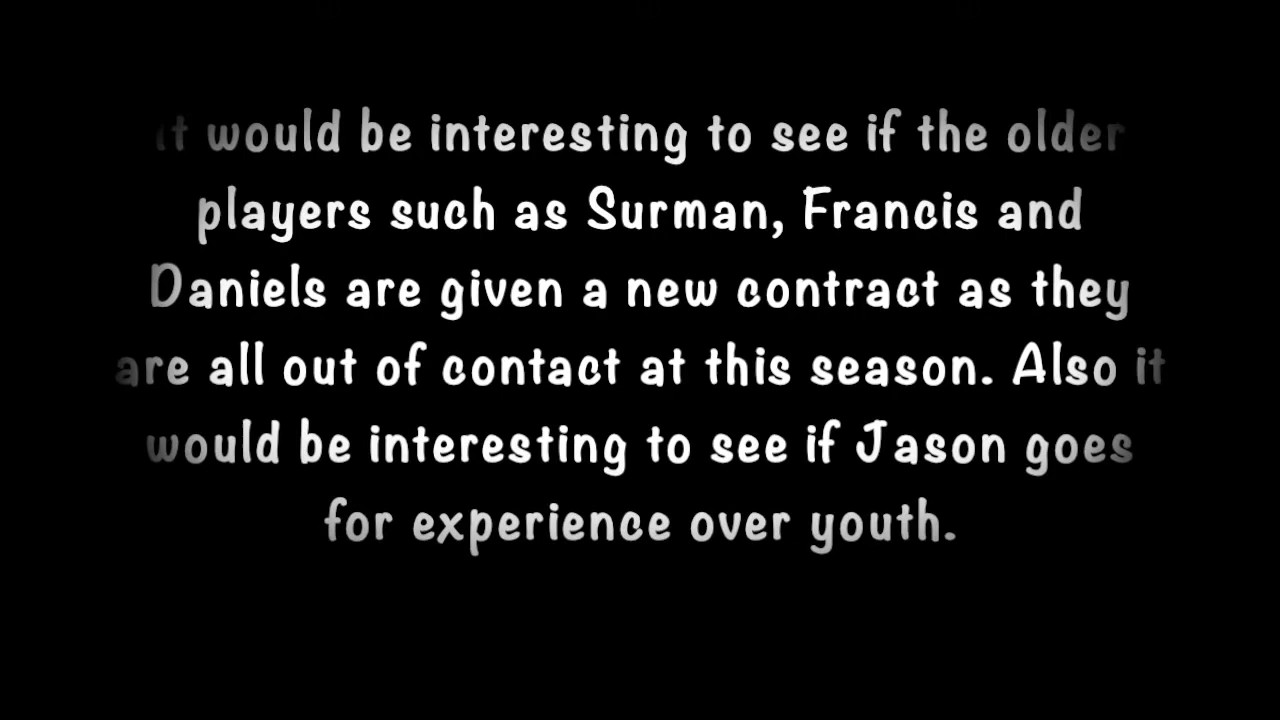 It would be interesting to see if the older
players such as Surman, Francis and
Daniels are given a new contract as they
are all out of contact at this season. Also it
would be interesting to see if Jason goes
for experience over youth.